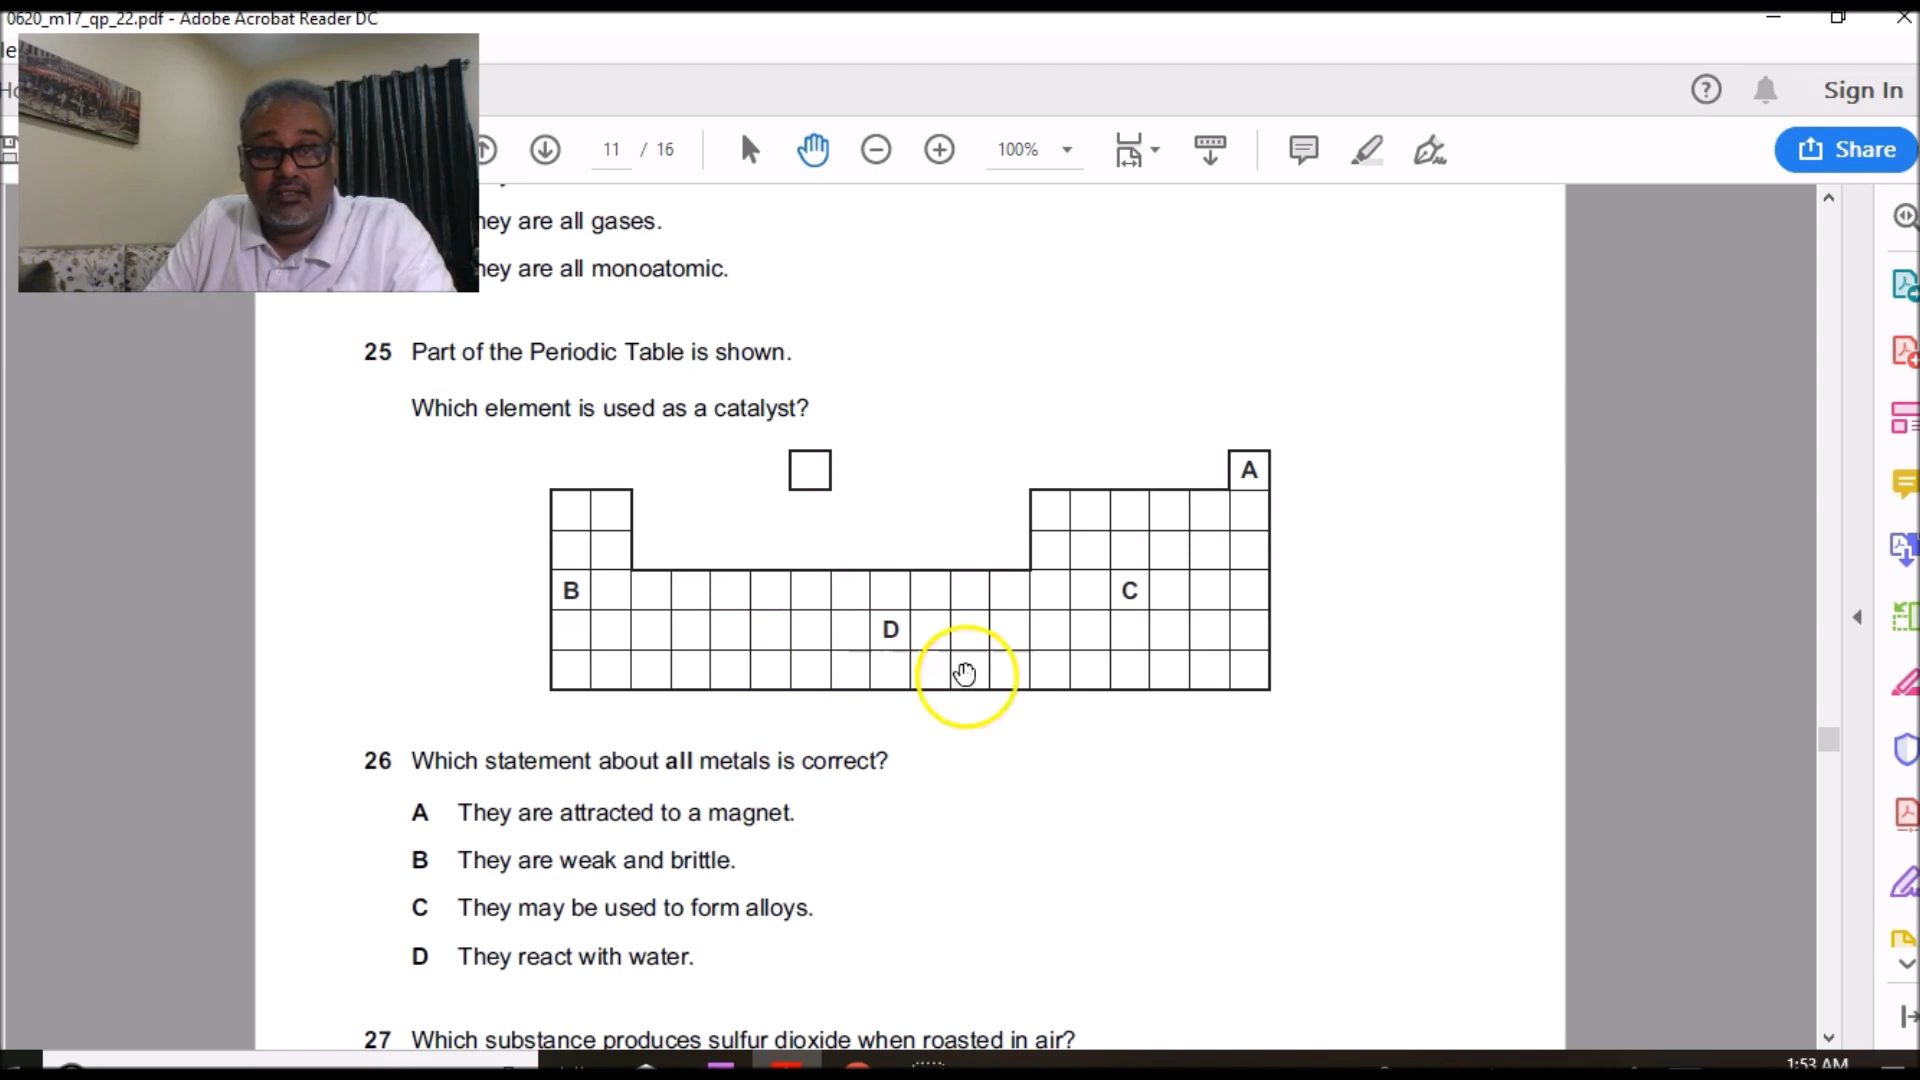 0620_m17_qp_22.pdf - Adobe Acrobat Reader DC
Sign In
11 / 16
100%
Share
hey are all gases.
hey are all monoatomic.
25 Part of the Periodic Table is shown.
Which element is used as a catalyst?
A
B
C
D
26 Which statement about all metals is correct?
A They are attracted to a magnet.
B They are weak and brittle.
C They may be used to form alloys.
D They react with water.
27 Which substance produces sulfur dioxide when roasted in air?
1:53 AM